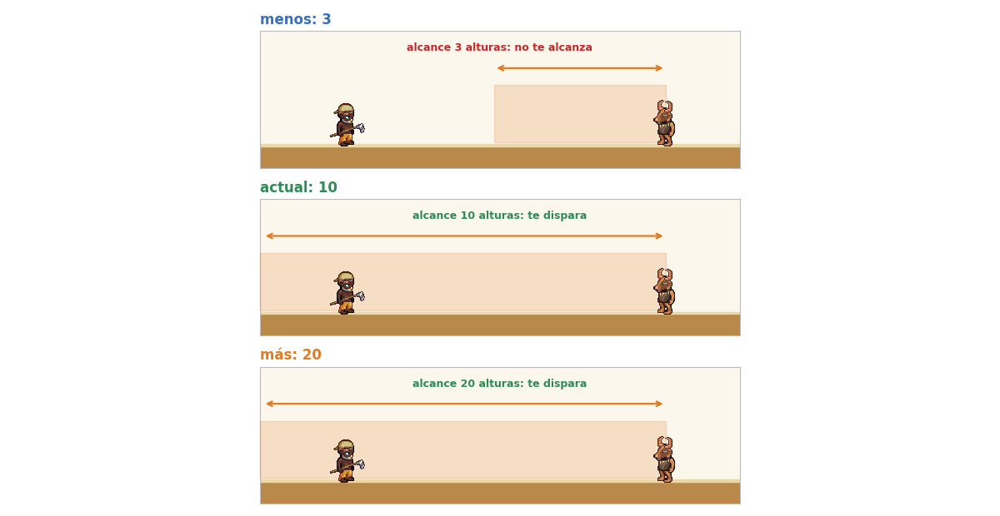 menos: 3
alcance 3 alturas: no te alcanza
actual: 10
alcance 10 alturas: te dispara
más: 20
alcance 20 alturas: te dispara